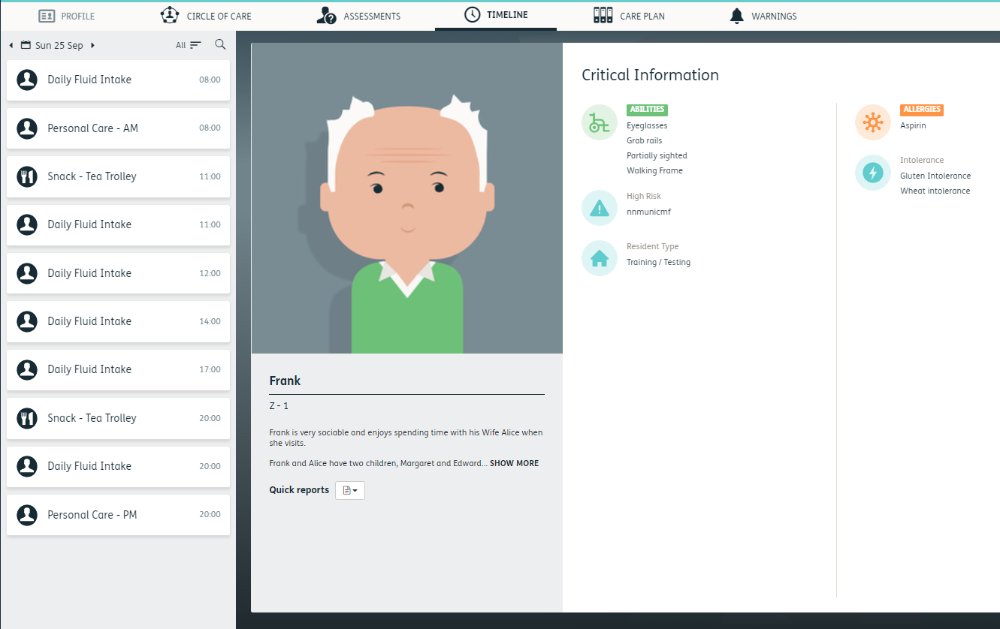 PROFILE
CIRCLE OF CARE
ASSESSMENTS
TIMELINE
CARE PLAN
WARNINGS
Sun 25 Sep
All
Daily Fluid Intake 08:00
Personal Care - AM 08:00
Snack - Tea Trolley 11:00
Daily Fluid Intake 11:00
Daily Fluid Intake 12:00
Daily Fluid Intake 14:00
Daily Fluid Intake 17:00
Snack - Tea Trolley 20:00
Daily Fluid Intake 20:00
Personal Care - PM 20:00
Frank
Z - 1
Frank is very sociable and enjoys spending time with his Wife Alice when
she visits.
Frank and Alice have two children, Margaret and Edward... SHOW MORE
Quick reports
Critical Information
ABILITIES
Eyeglasses
Grab rails
Partially sighted
Walking Frame
High Risk
nnmunicmf
Resident Type
Training / Testing
ALLERGIES
Aspirin
Intolerance
Gluten Intolerance
Wheat intolerance